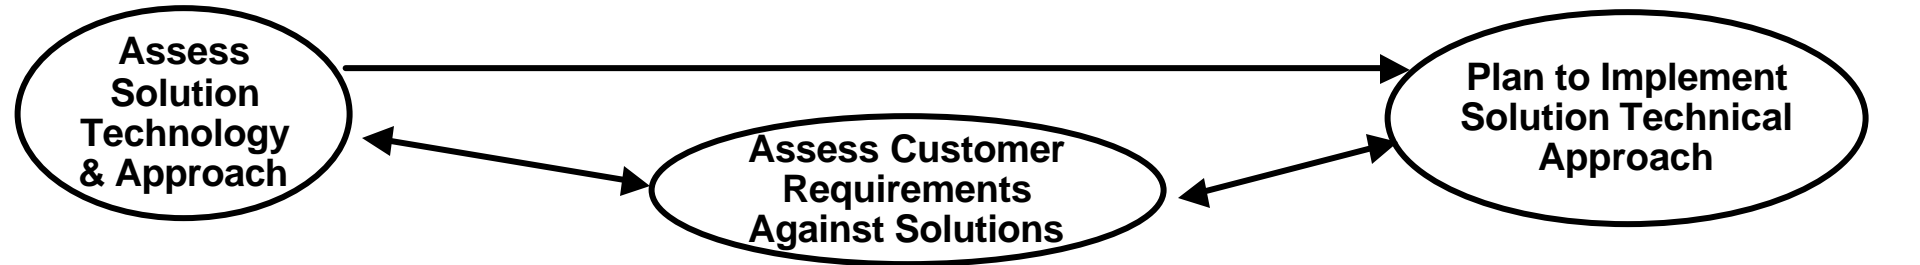 Assess
Solution
Technology
& Approach
Assess Customer
Requirements
Against Solutions
Plan to Implement
Solution Technical
Approach